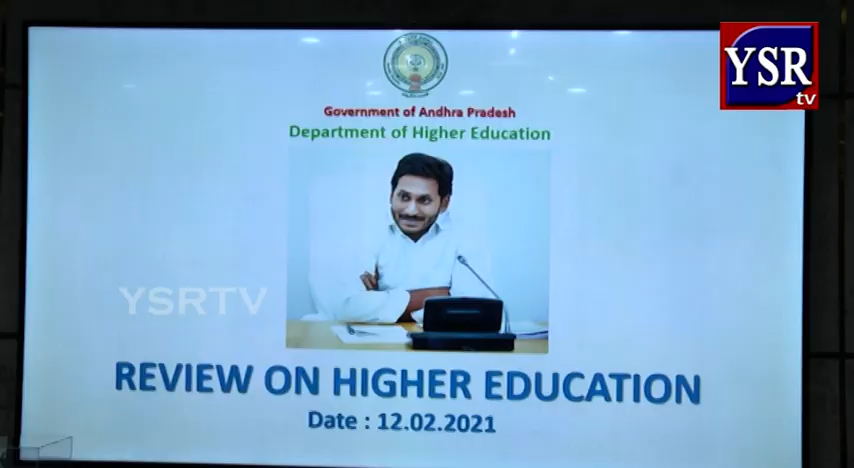 YSR
tv
Government of Andhra Pradesh
Department of Higher Education
YSRTV
REVIEW ON HIGHER EDUCATION
Date : 12.02.2021